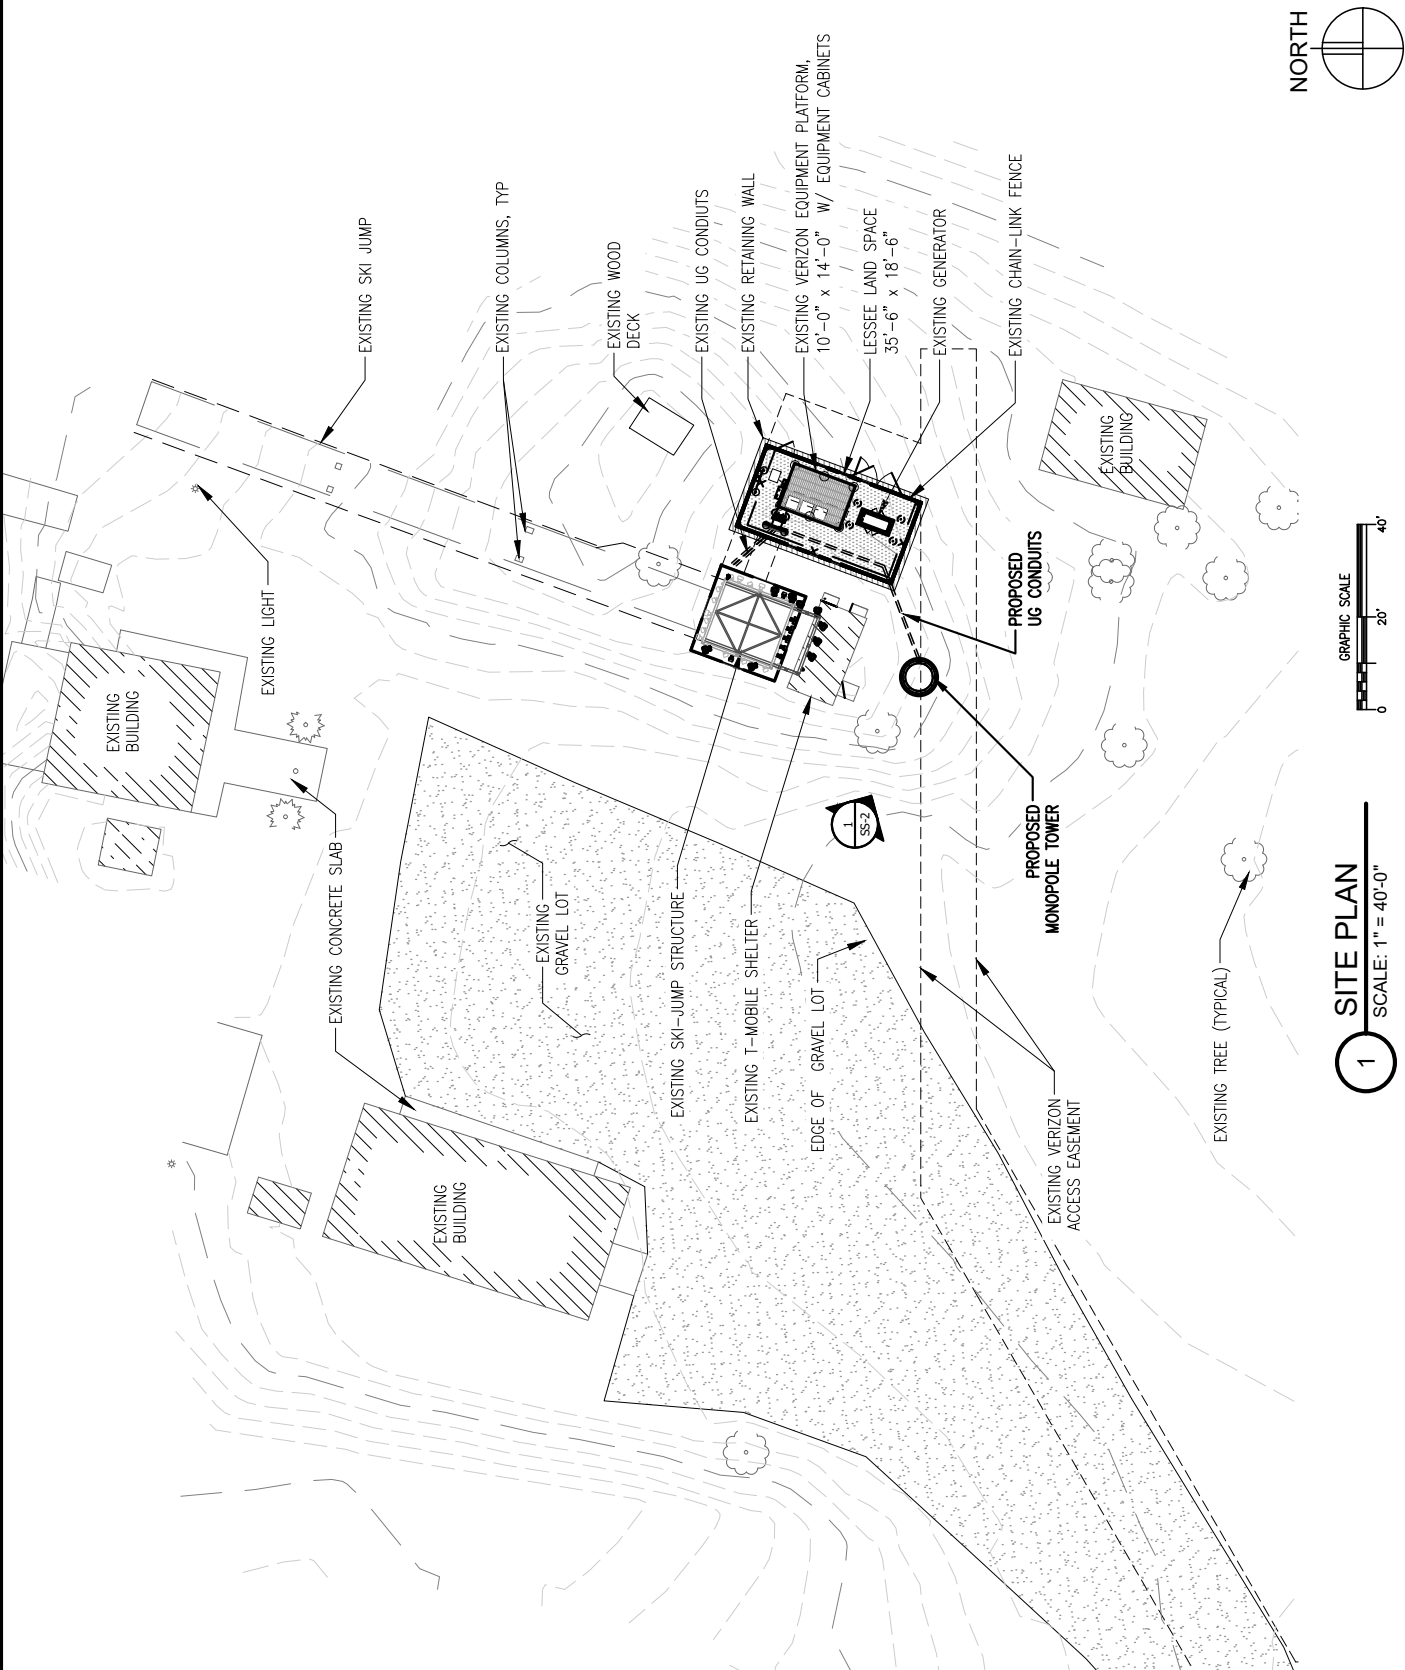 NORTH
EXISTING SKI JUMP
EXISTING COLUMNS, TYP
EXISTING WOOD
DECK
EXISTING UG CONDIUTS
EXISTING RETAINING WALL
EXISTING VERIZON EQUIPMENT PLATFORM,
10'-0" x 14'-0" W/ EQUIPMENT CABINETS
LESSEE LAND SPACE
35'-6" x 18'-6"
EXISTING GENERATOR
EXISTING CHAIN-LINK FENCE
EXISTING
BUILDING
EXISTING LIGHT
EXISTING
BUILDING
PROPOSED
UG CONDUITS
EXISTING CONCRETE SLAB
EXISTING
GRAVEL LOT
EXISTING SKI-JUMP STRUCTURE
EXISTING T-MOBILE SHELTER
EDGE OF GRAVEL LOT
1
SS-2
PROPOSED
MONOPOLE TOWER
EXISTING VERIZON
ACCESS EASEMENT
EXISTING TREE (TYPICAL)
EXISTING
BUILDING
GRAPHIC SCALE
0
20'
40'
1
SITE PLAN
SCALE: 1" = 40'-0"